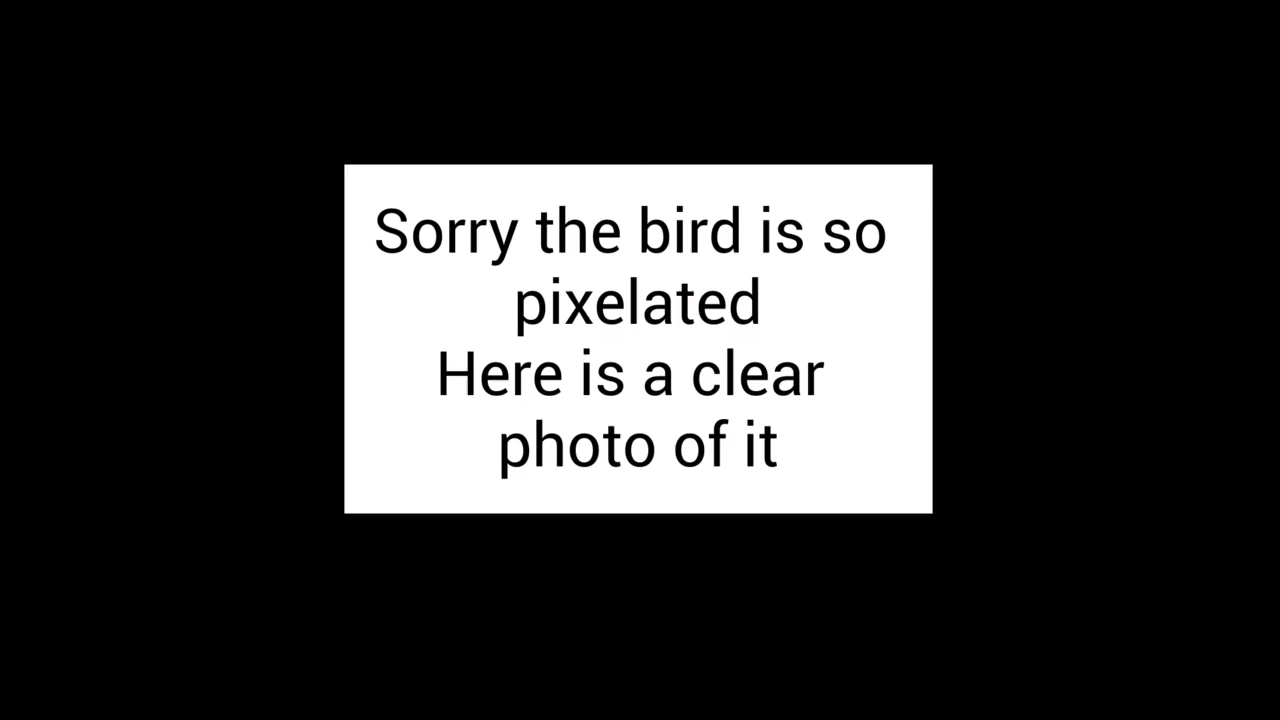 Sorry the bird is so
pixelated
Here is a clear
photo of it